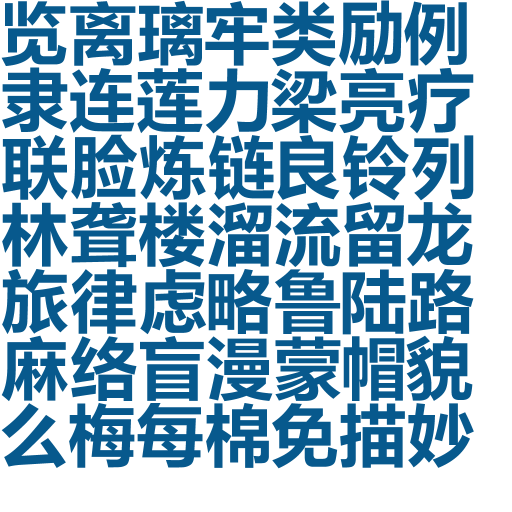 览离璃牢类励例
隶连莲力梁亮疗
联脸炼链良铃列
林聋楼溜流留龙
旅律虑略鲁陆路
麻络盲漫蒙帽貌
么梅每棉免描妙